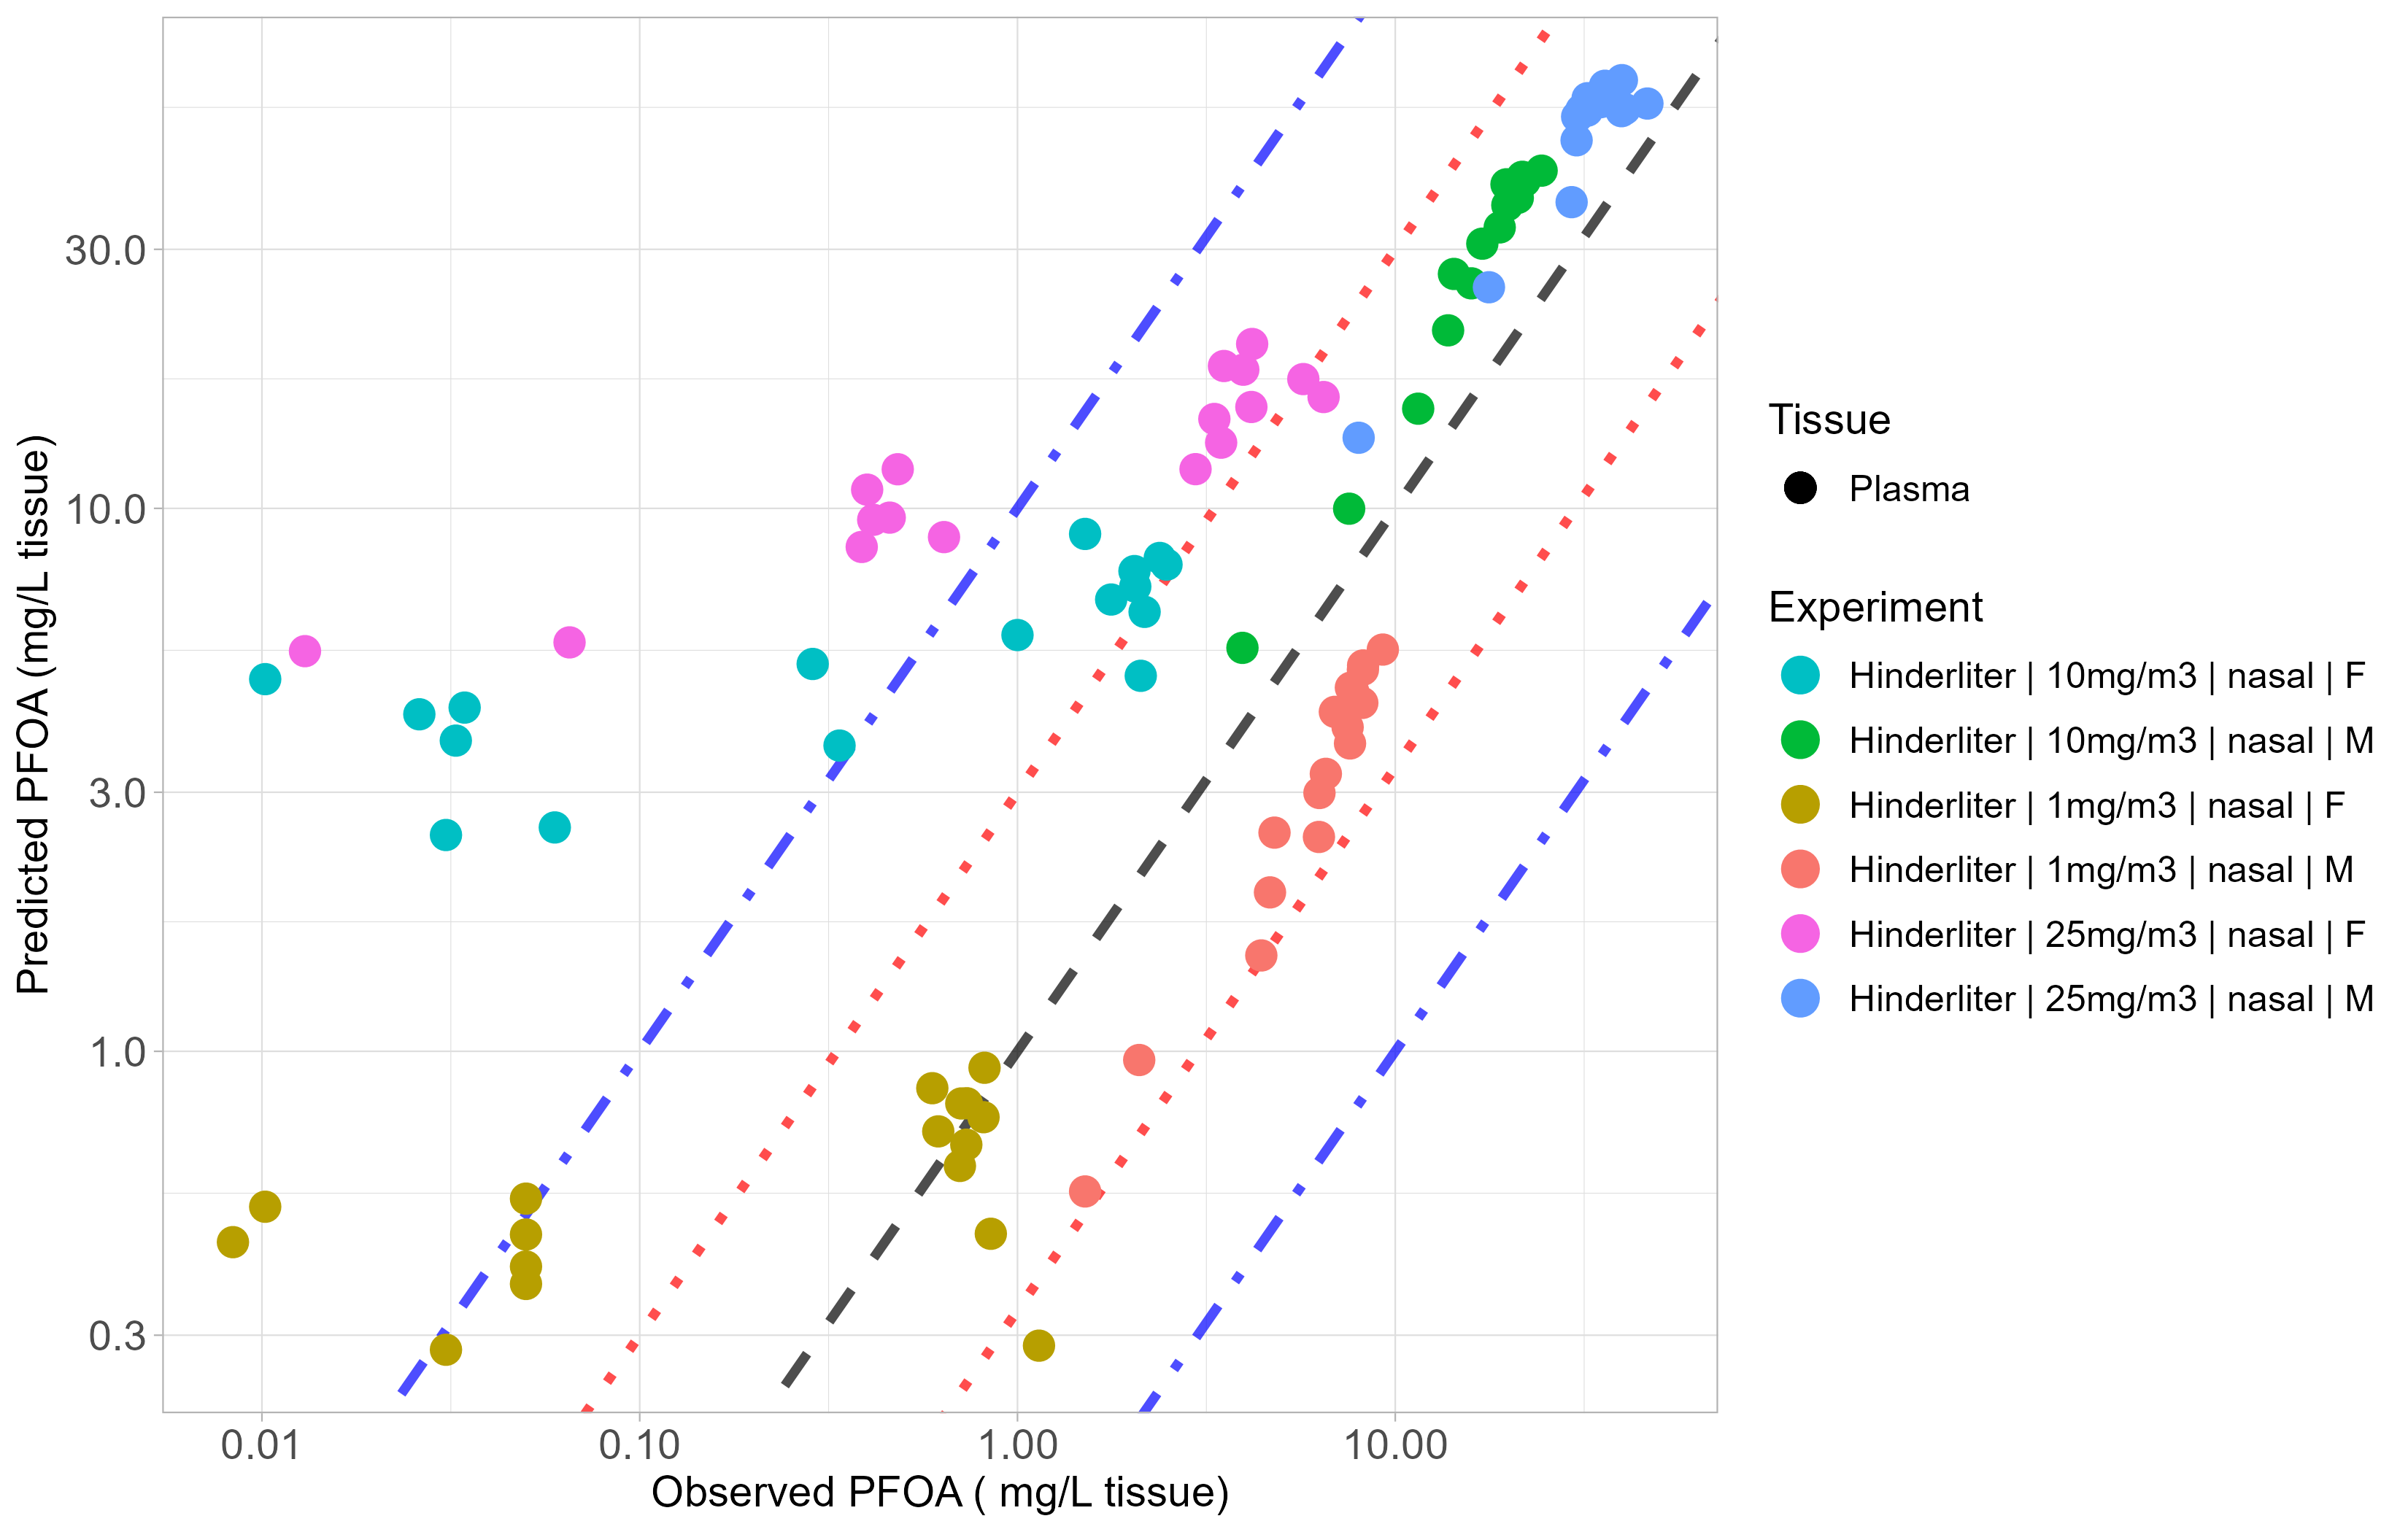 Predicted PFOA (mg/L tissue)
30.0
10.0
3.0
1.0
0.3
0.01
0.10
1.00
10.00
Observed PFOA ( mg/L tissue)
Tissue
Plasma
Experiment
Hinderliter | 10mg/m3 | nasal | F
Hinderliter | 10mg/m3 | nasal | M
Hinderliter | 1mg/m3 | nasal | F
Hinderliter | 1mg/m3 | nasal | M
Hinderliter | 25mg/m3 | nasal | F
Hinderliter | 25mg/m3 | nasal | M